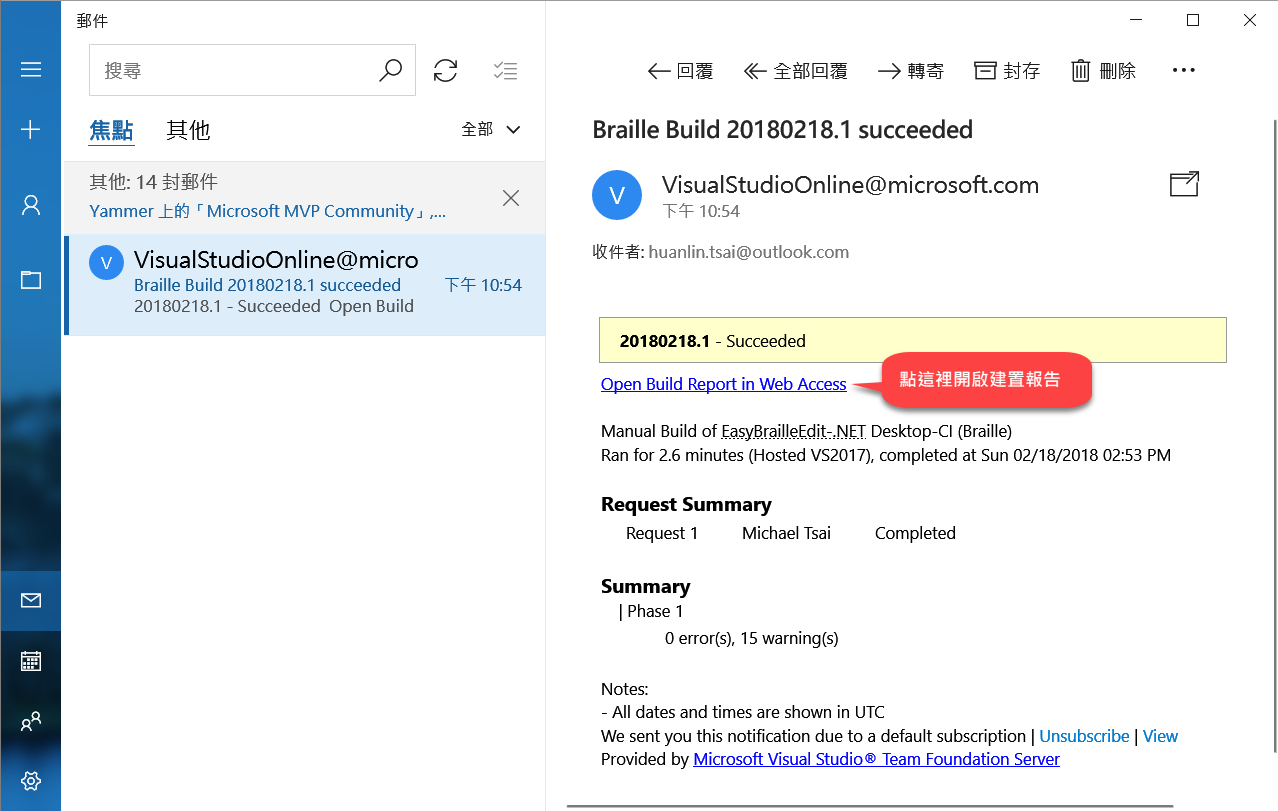 郵件
搜尋
焦點 其他 全部
其他: 14 封郵件
Yammer 上的「Microsoft MVP Community」,...
V
VisualStudioOnline@micro
Braille Build 20180218.1 succeeded 下午 10:54
20180218.1 - Succeeded Open Build
回覆 全部回覆 轉寄 封存 刪除
Braille Build 20180218.1 succeeded
V
VisualStudioOnline@microsoft.com
下午 10:54
收件者: huanlin.tsai@outlook.com
20180218.1 - Succeeded
Open Build Report in Web Access
點這裡開啟建置報告
Manual Build of EasyBrailleEdit-.NET Desktop-CI (Braille)
Ran for 2.6 minutes (Hosted VS2017), completed at Sun 02/18/2018 02:53 PM
Request Summary
Request 1 Michael Tsai Completed
Summary
| Phase 1
0 error(s), 15 warning(s)
Notes:
- All dates and times are shown in UTC
We sent you this notification due to a default subscription | Unsubscribe | View
Provided by Microsoft Visual Studio® Team Foundation Server